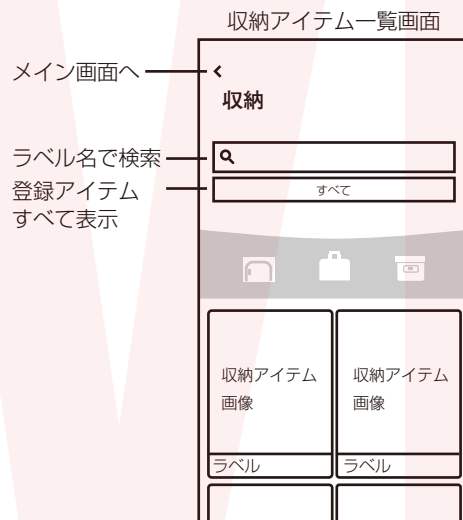 収納アイテム一覧画面
メイン画面へ
収納
ラベル名で検索
登録アイテム
すべて表示
すべて
収納アイテム
画像
収納アイテム
画像
ラベル
ラベル